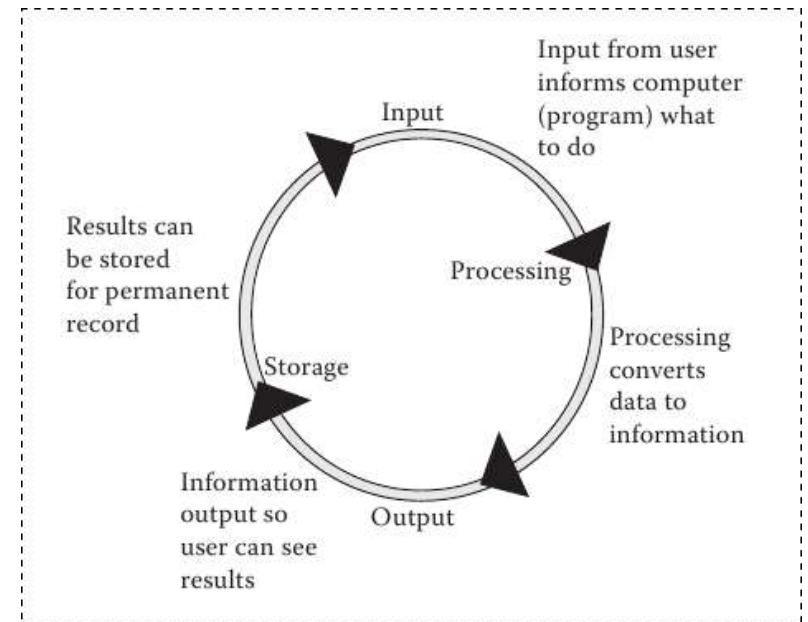 Input from user
informs computer
(program) what
to do
Input
Processing
Processing
converts
data to
information
Output
Information
output so
user can see
results
Storage
Results can
be stored
for permanent
record